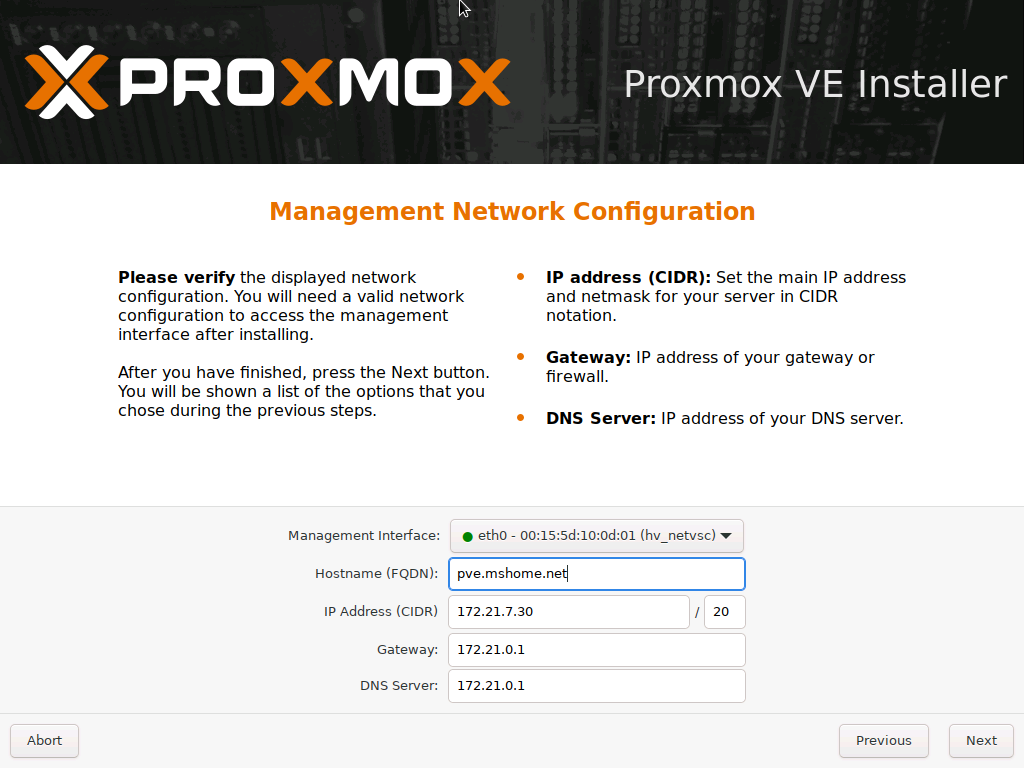 PROXMOX
Proxmox VE Installer
Management Network Configuration
Please verify the displayed network
configuration. You will need a valid network
configuration to access the management
interface after installing.
After you have finished, press the Next button.
You will be shown a list of the options that you
chose during the previous steps.
IP address (CIDR): Set the main IP address
and netmask for your server in CIDR
notation.
Gateway: IP address of your gateway or
firewall.
DNS Server: IP address of your DNS server.
Management Interface: eth0 - 00:15:5d:10:0d:01 (hv_netvsc)
Hostname (FQDN): pve.mshome.net
IP Address (CIDR) 172.21.7.30 / 20
Gateway: 172.21.0.1
DNS Server: 172.21.0.1
Abort Previous Next